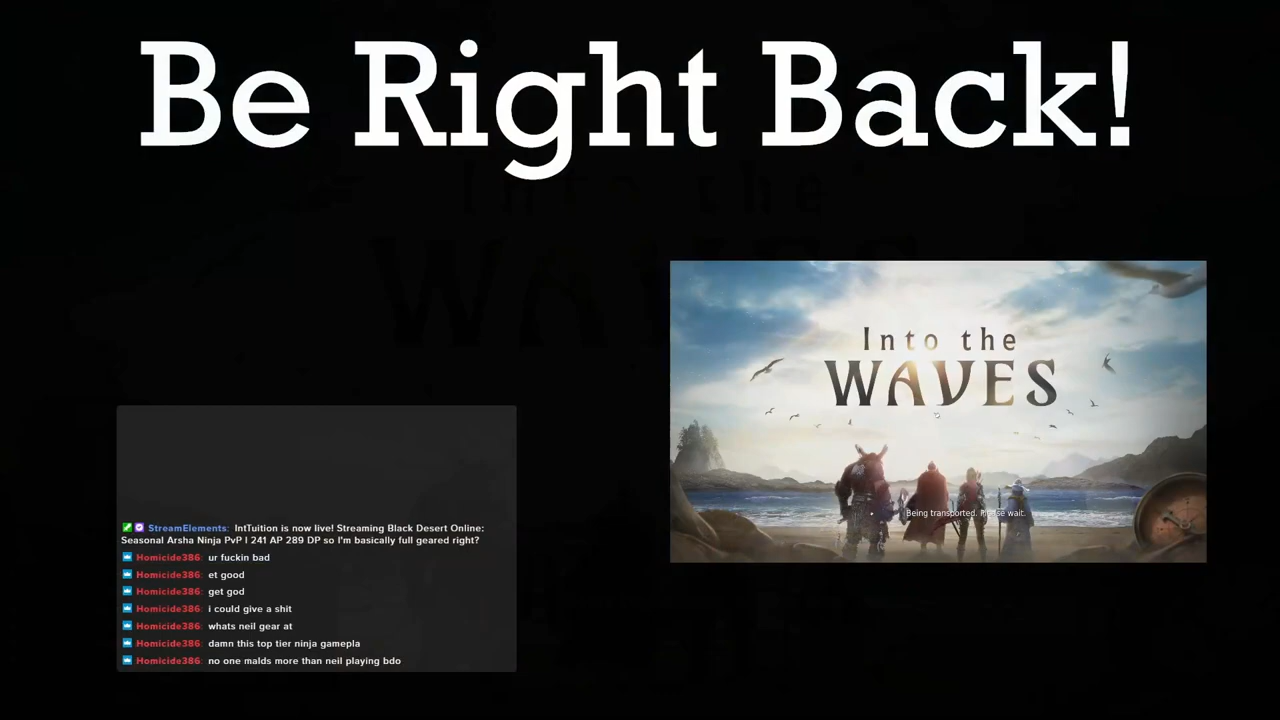 Be Right Back!
Into the
WAVES
Being transported. Please wait.
StreamElements: IntTuition is now live! Streaming Black Desert Online:
Seasonal Arsha Ninja PvP | 241 AP 289 DP so I'm basically full geared right?
Homicide386: ur fuckin bad
Homicide386: et good
Homicide386: get god
Homicide386: i could give a shit
Homicide386: whats neil gear at
Homicide386: damn this top tier ninja gamepla
Homicide386: no one malds more than neil playing bdo